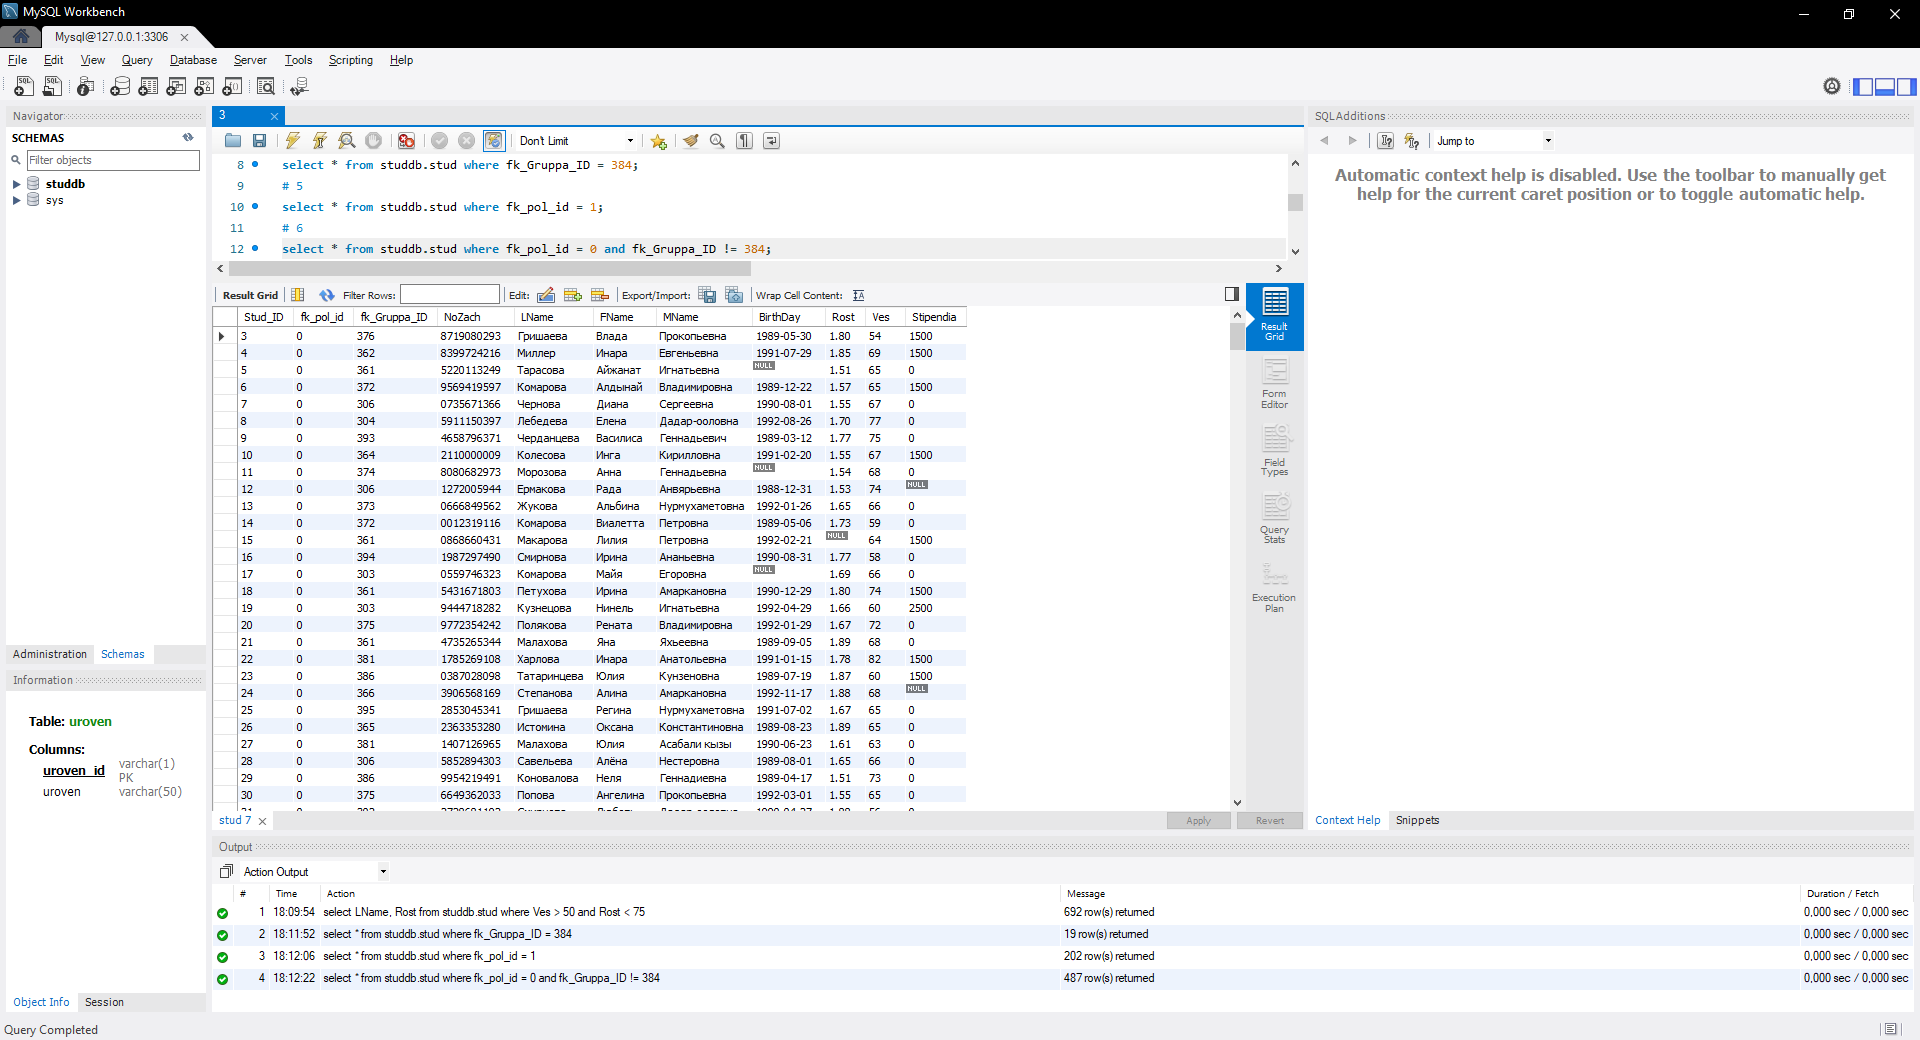 MySQL Workbench
Mysql@127.0.0.1:3306
File Edit View Query Database Server Tools Scripting Help
Navigator
SCHEMAS
Filter objects
studdb
sys
Administration Schemas
Information
Table: uroven
Columns:
uroven_id varchar(1)
PK
uroven varchar(50)
Object Info Session
3
Don't Limit
8 select * from studdb.stud where fk_Gruppa_ID = 384;
9 # 5
10 select * from studdb.stud where fk_pol_id = 1;
11 # 6
12 select * from studdb.stud where fk_pol_id = 0 and fk_Gruppa_ID != 384;
Result Grid Filter Rows: Edit: Export/Import: Wrap Cell Content:
Stud_ID fk_pol_id fk_Gruppa_ID NoZach LName FName MName BirthDay Rost Ves Stipendia
3 0 376 8719080293 Гришаева Влада Прокопьевна 1989-05-30 1.80 54 1500
4 0 362 8399724216 Миллер Инара Евгеньевна 1991-07-29 1.85 69 1500
5 0 361 5220113249 Тарасова Айжанат Игнатьевна NULL 1.51 65 0
6 0 372 9569419597 Комарова Алдынай Владимировна 1989-12-22 1.57 65 1500
7 0 306 0735671366 Чернова Диана Сергеевна 1990-08-01 1.55 67 0
8 0 304 5911150397 Лебедева Елена Дадар-ооловна 1992-08-26 1.70 77 0
9 0 393 4658796371 Черданцева Василиса Геннадьевич 1989-03-12 1.77 75 0
10 0 364 2110000009 Колесова Инга Кирилловна 1991-02-20 1.55 67 1500
11 0 374 8080682973 Морозова Анна Геннадьевна NULL 1.54 68 0
12 0 306 1272005944 Ермакова Рада Анвярьевна 1988-12-31 1.53 74 NULL
13 0 373 0666849562 Жукова Альбина Нурмухаметовна 1992-01-26 1.65 66 0
14 0 372 0012319116 Комарова Виалетта Петровна 1989-05-06 1.73 59 0
15 0 361 0868660431 Макарова Лилия Петровна 1992-02-21 NULL 64 1500
16 0 394 1987297490 Смирнова Ирина Ананьевна 1990-08-31 1.77 58 0
17 0 303 0559746323 Комарова Майя Егоровна NULL 1.69 66 0
18 0 361 5431671803 Петухова Ирина Амаркановна 1990-12-29 1.80 74 1500
19 0 303 9444718282 Кузнецова Нинель Игнатьевна 1992-04-29 1.66 60 2500
20 0 375 9772354242 Полякова Рената Владимировна 1992-01-29 1.67 72 0
21 0 361 4735265344 Малахова Яна Яхьеевна 1989-09-05 1.89 68 0
22 0 381 1785269108 Харлова Инара Анатольевна 1991-01-15 1.78 82 1500
23 0 386 0387028098 Татаринцева Юлия Кунзеновна 1989-07-19 1.87 60 1500
24 0 366 3906568169 Степанова Алина Амаркановна 1992-11-17 1.88 68 NULL
25 0 395 2853045341 Гришаева Регина Нурмухаметовна 1991-07-02 1.67 65 0
26 0 365 2363353280 Истомина Оксана Константиновна 1989-08-23 1.89 65 0
27 0 381 1407126965 Малахова Юлия Асабали кызы 1990-06-23 1.61 63 0
28 0 306 5852894303 Савельева Алёна Нестеровна 1989-08-01 1.65 66 0
29 0 386 9954219491 Коновалова Неля Геннадиевна 1989-04-17 1.51 73 0
30 0 375 6649362033 Попова Ангелина Прокопьевна 1992-03-01 1.55 65 0
Result Grid
Form Editor
Field Types
Query Stats
Execution Plan
stud 7
Apply Revert
SQLAdditions
Jump to
Automatic context help is disabled. Use the toolbar to manually get
help for the current caret position or to toggle automatic help.
Context Help Snippets
Output
Action Output
# Time Action Message Duration / Fetch
1 18:09:54 select LName, Rost from studdb.stud where Ves > 50 and Rost < 75 692 row(s) returned 0,000 sec / 0,000 sec
2 18:11:52 select * from studdb.stud where fk_Gruppa_ID = 384 19 row(s) returned 0,000 sec / 0,000 sec
3 18:12:06 select * from studdb.stud where fk_pol_id = 1 202 row(s) returned 0,000 sec / 0,000 sec
4 18:12:22 select * from studdb.stud where fk_pol_id = 0 and fk_Gruppa_ID != 384 487 row(s) returned 0,000 sec / 0,000 sec
Query Completed